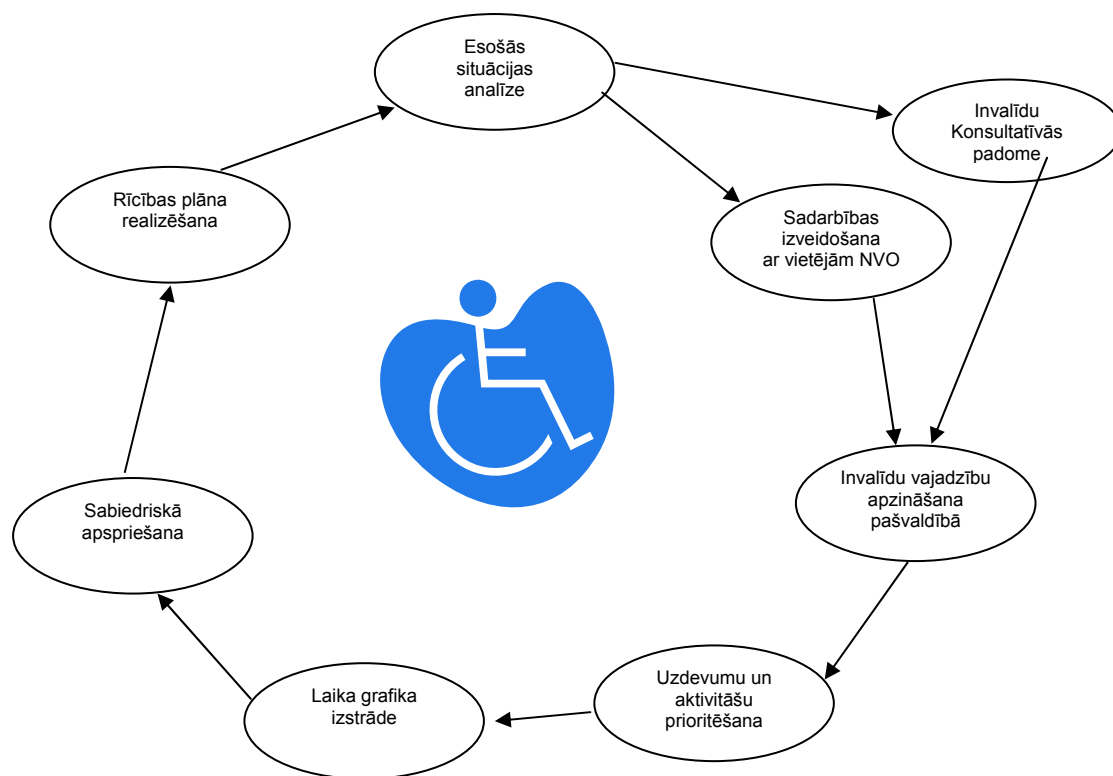 Esošās
situācijas
analīze
Invalīdu
Konsultatīvās
padome
Sadarbības
izveidošana
ar vietējām NVO
Invalīdu vajadzību
apzināšana
pašvaldībā
Uzdevumu un
aktivitāšu
prioritēšana
Laika grafika
izstrāde
Sabiedriskā
apspriešana
Rīcības plāna
realizēšana